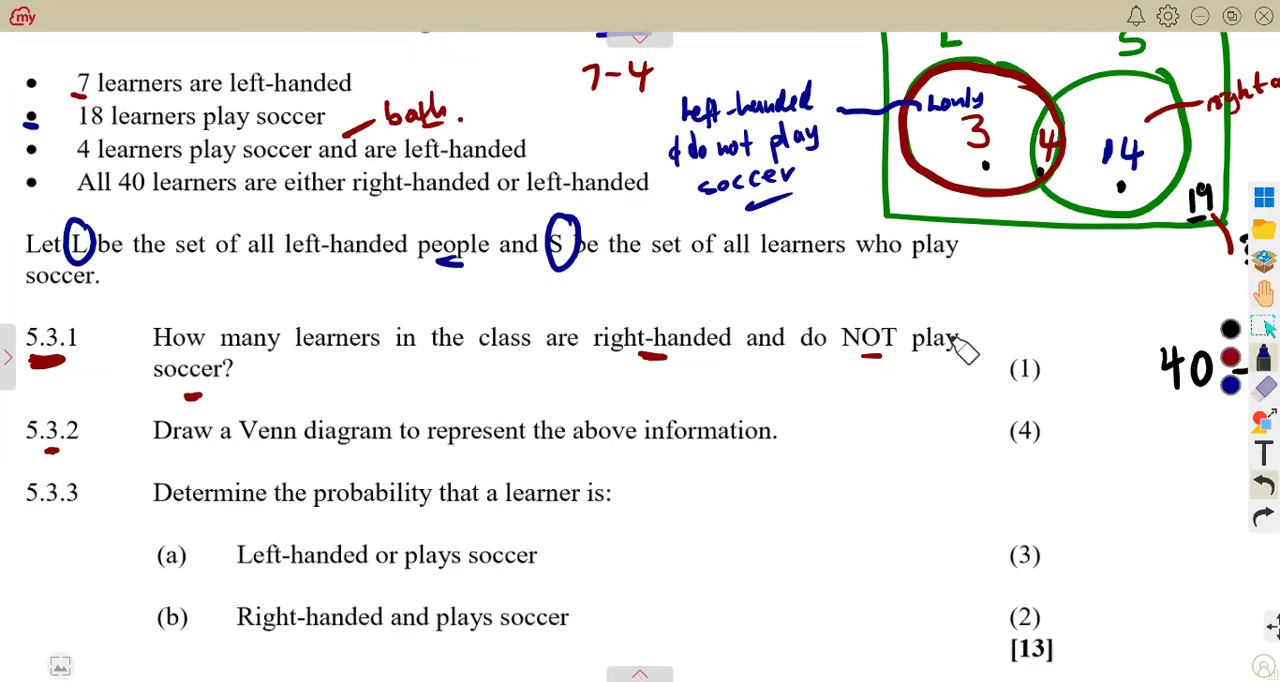 my
7 - 4
L
S
7 learners are left-handed
18 learners play soccer
both.
4 learners play soccer and are left-handed
All 40 learners are either right-handed or left-handed
left-handed
& do not play
soccer
L only
3
4
14
right
19
Let L be the set of all left-handed people and S be the set of all learners who play
soccer.
5.3.1 How many learners in the class are right-handed and do NOT play
soccer? (1)
40 -
5.3.2 Draw a Venn diagram to represent the above information. (4)
5.3.3 Determine the probability that a learner is:
(a) Left-handed or plays soccer (3)
(b) Right-handed and plays soccer (2)
[13]
T